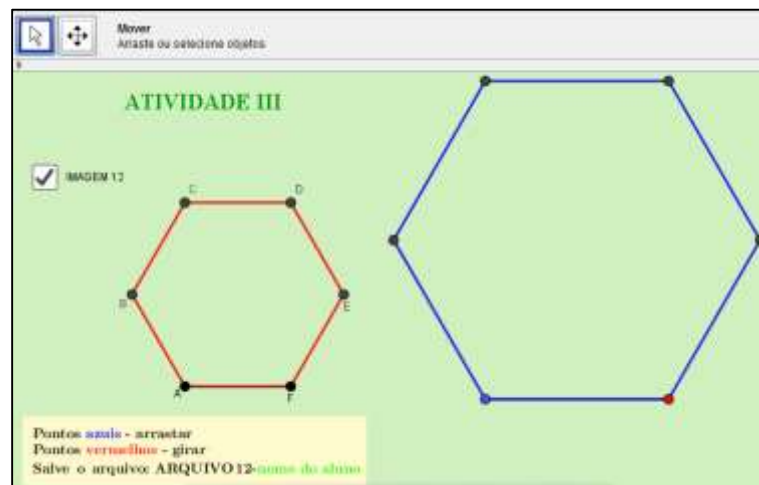 Mover
Arraste ou selecione objetos
ATIVIDADE III
IMAGEM 12
C D
B E
A F
Pontos azuis - arrastar
Pontos vermelhos - girar
Salve o arquivo: ARQUIVO 12-nome do aluno